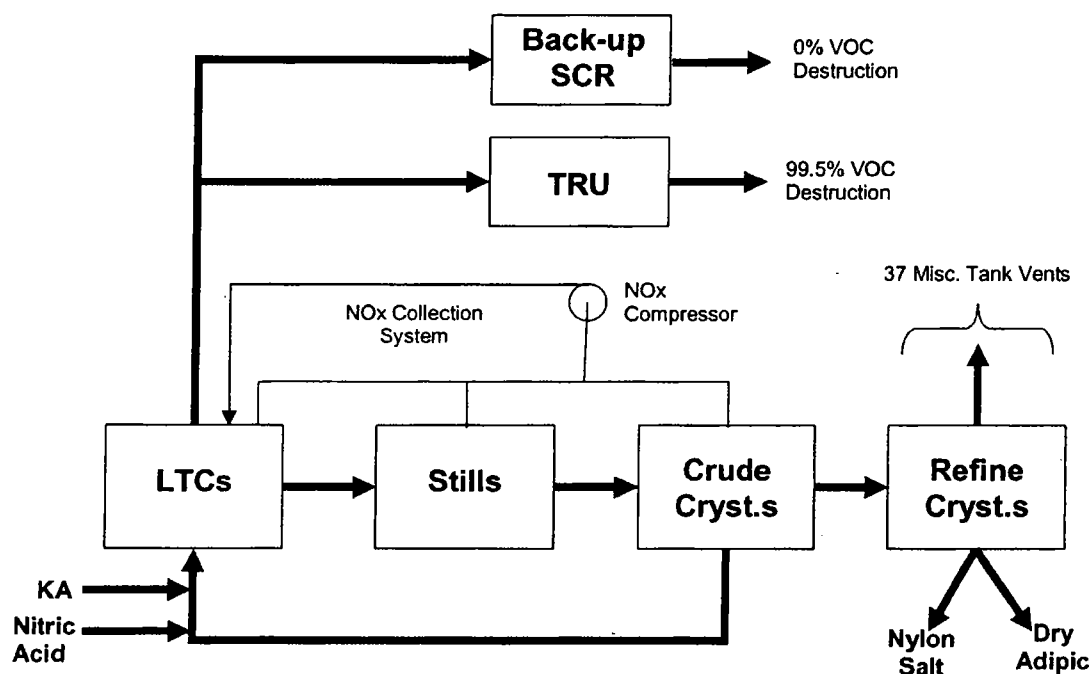 Back-up
SCR
0% VOC
Destruction
TRU
99.5% VOC
Destruction
37 Misc. Tank Vents
NOx Collection
System
NOx
Compressor
LTCs
Stills
Crude
Cryst.s
Refine
Cryst.s
KA
Nitric
Acid
Nylon
Salt
Dry
Adipic